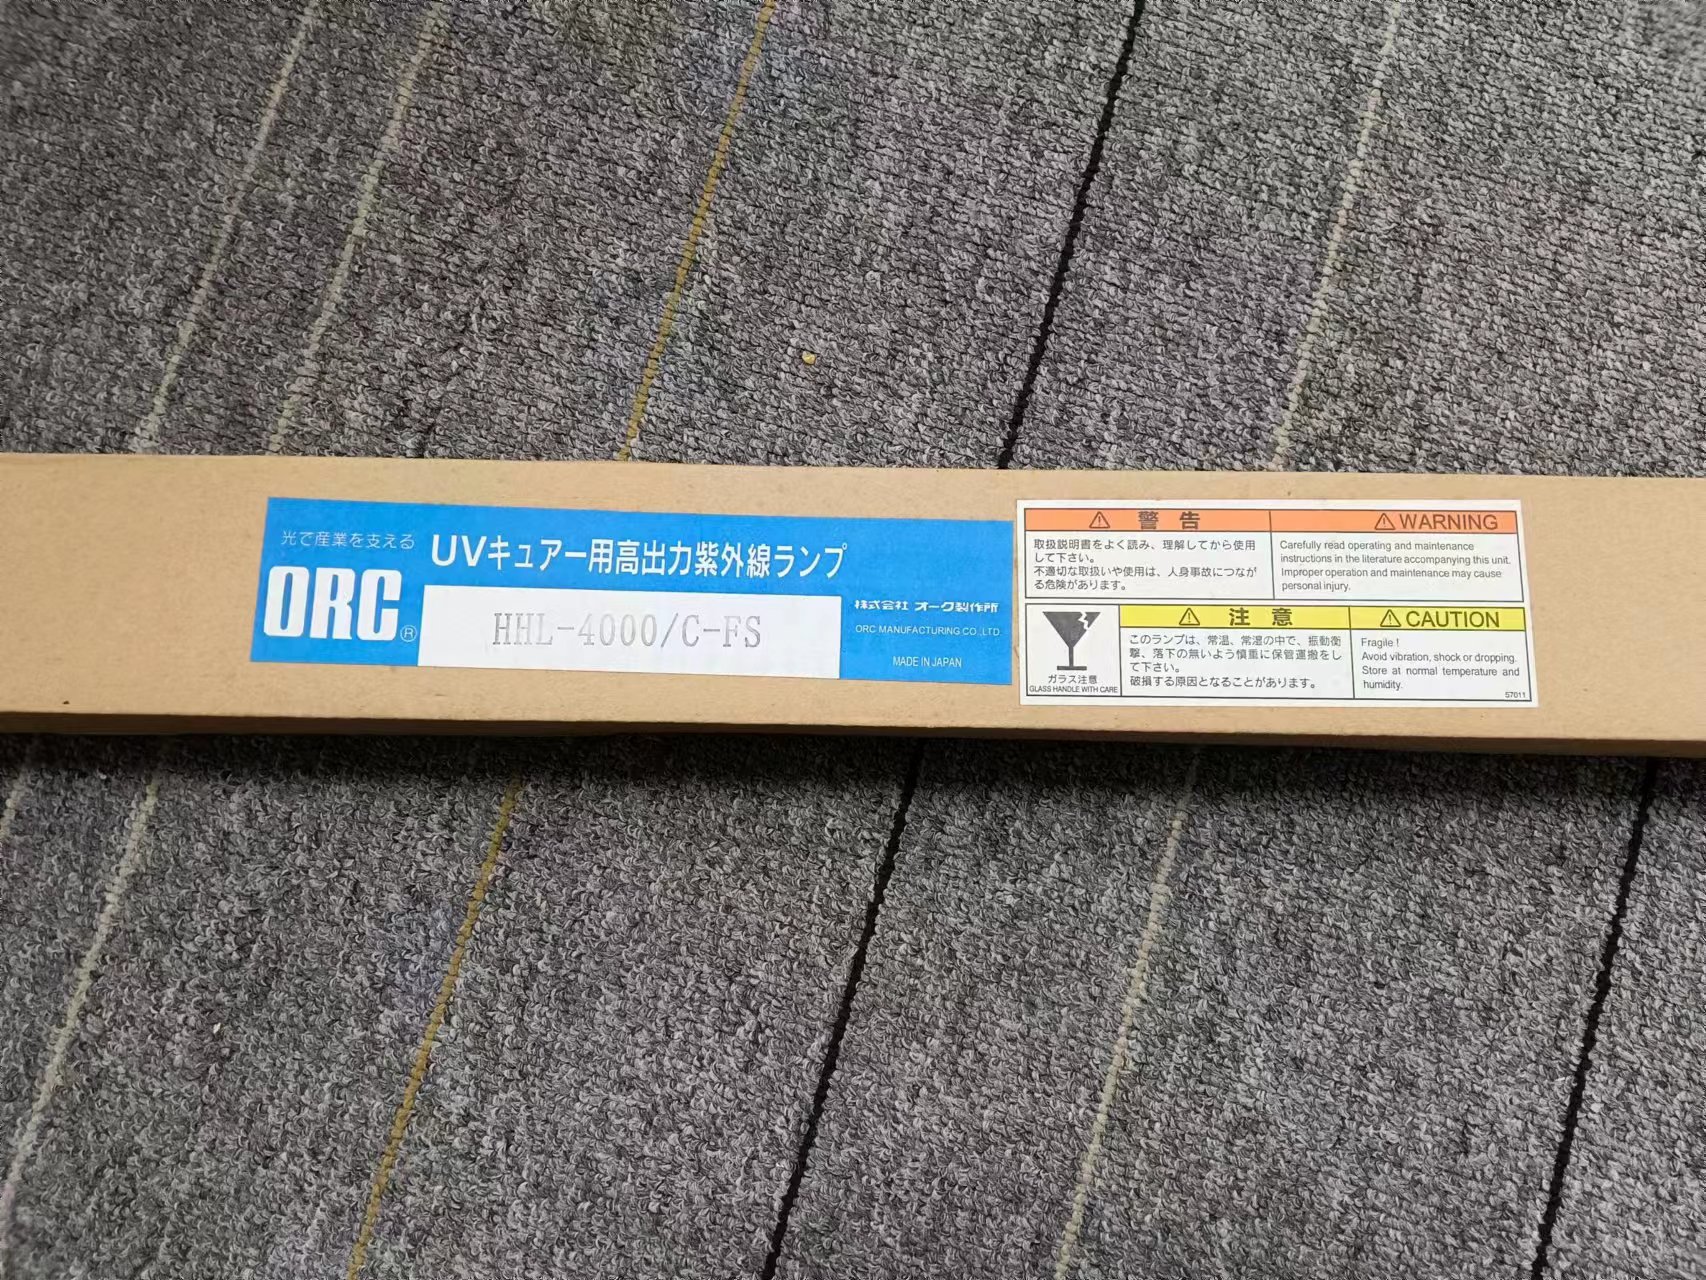 光で産業を支える
ORC®
UVキュアー用高出力紫外線ランプ
HHL-4000/C-FS
株式会社 オーク製作所
ORC MANUFACTURING CO.,LTD
MADE IN JAPAN
⚠ 警告
取扱説明書をよく読み、理解してから使用
して下さい。
不適切な取扱いや使用は、人身事故につなが
る危険があります。
⚠ WARNING
Carefully read operating and maintenance
instructions in the literature accompanying this unit.
Improper operation and maintenance may cause
personal injury.
ガラス注意
GLASS HANDLE WITH CARE
⚠ 注意
このランプは、常温、常湿の中で、振動衝
撃、落下の無いよう慎重に保管運搬をし
て下さい。
破損する原因となることがあります。
⚠ CAUTION
Fragile !
Avoid vibration, shock or dropping.
Store at normal temperature and
humidity.
57011